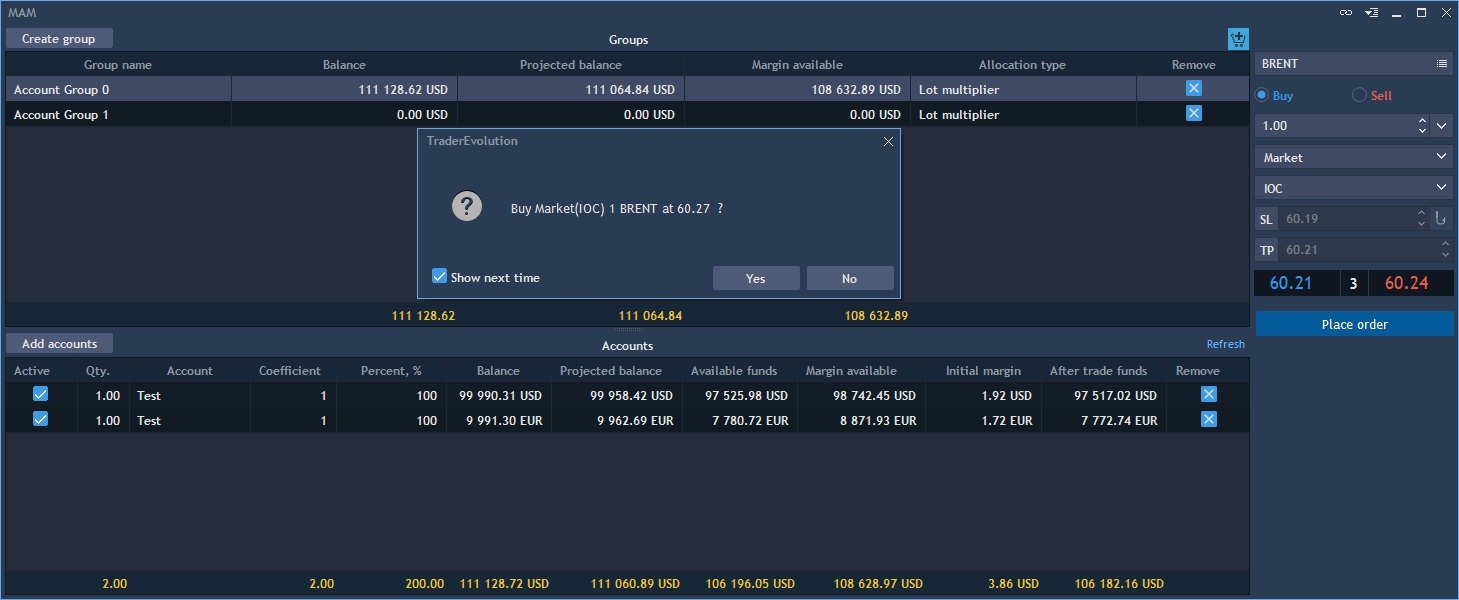 MAM
Create group
Groups
Group name Balance Projected balance Margin available Allocation type Remove
Account Group 0 111 128.62 USD 111 064.84 USD 108 632.89 USD Lot multiplier
Account Group 1 0.00 USD 0.00 USD 0.00 USD Lot multiplier
TraderEvolution
? Buy Market(IOC) 1 BRENT at 60.27 ?
Show next time Yes No
111 128.62 111 064.84 108 632.89
BRENT
Buy Sell
1.00
Market
IOC
SL 60.19
TP 60.21
60.21 3 60.24
Place order
Add accounts
Accounts
Refresh
Active Qty. Account Coefficient Percent, % Balance Projected balance Available funds Margin available Initial margin After trade funds Remove
1.00 Test 1 100 99 990.31 USD 99 958.42 USD 97 525.98 USD 98 742.45 USD 1.92 USD 97 517.02 USD
1.00 Test 1 100 9 991.30 EUR 9 962.69 EUR 7 780.72 EUR 8 871.93 EUR 1.72 EUR 7 772.74 EUR
2.00 2.00 200.00 111 128.72 USD 111 060.89 USD 106 196.05 USD 108 628.97 USD 3.86 USD 106 182.16 USD